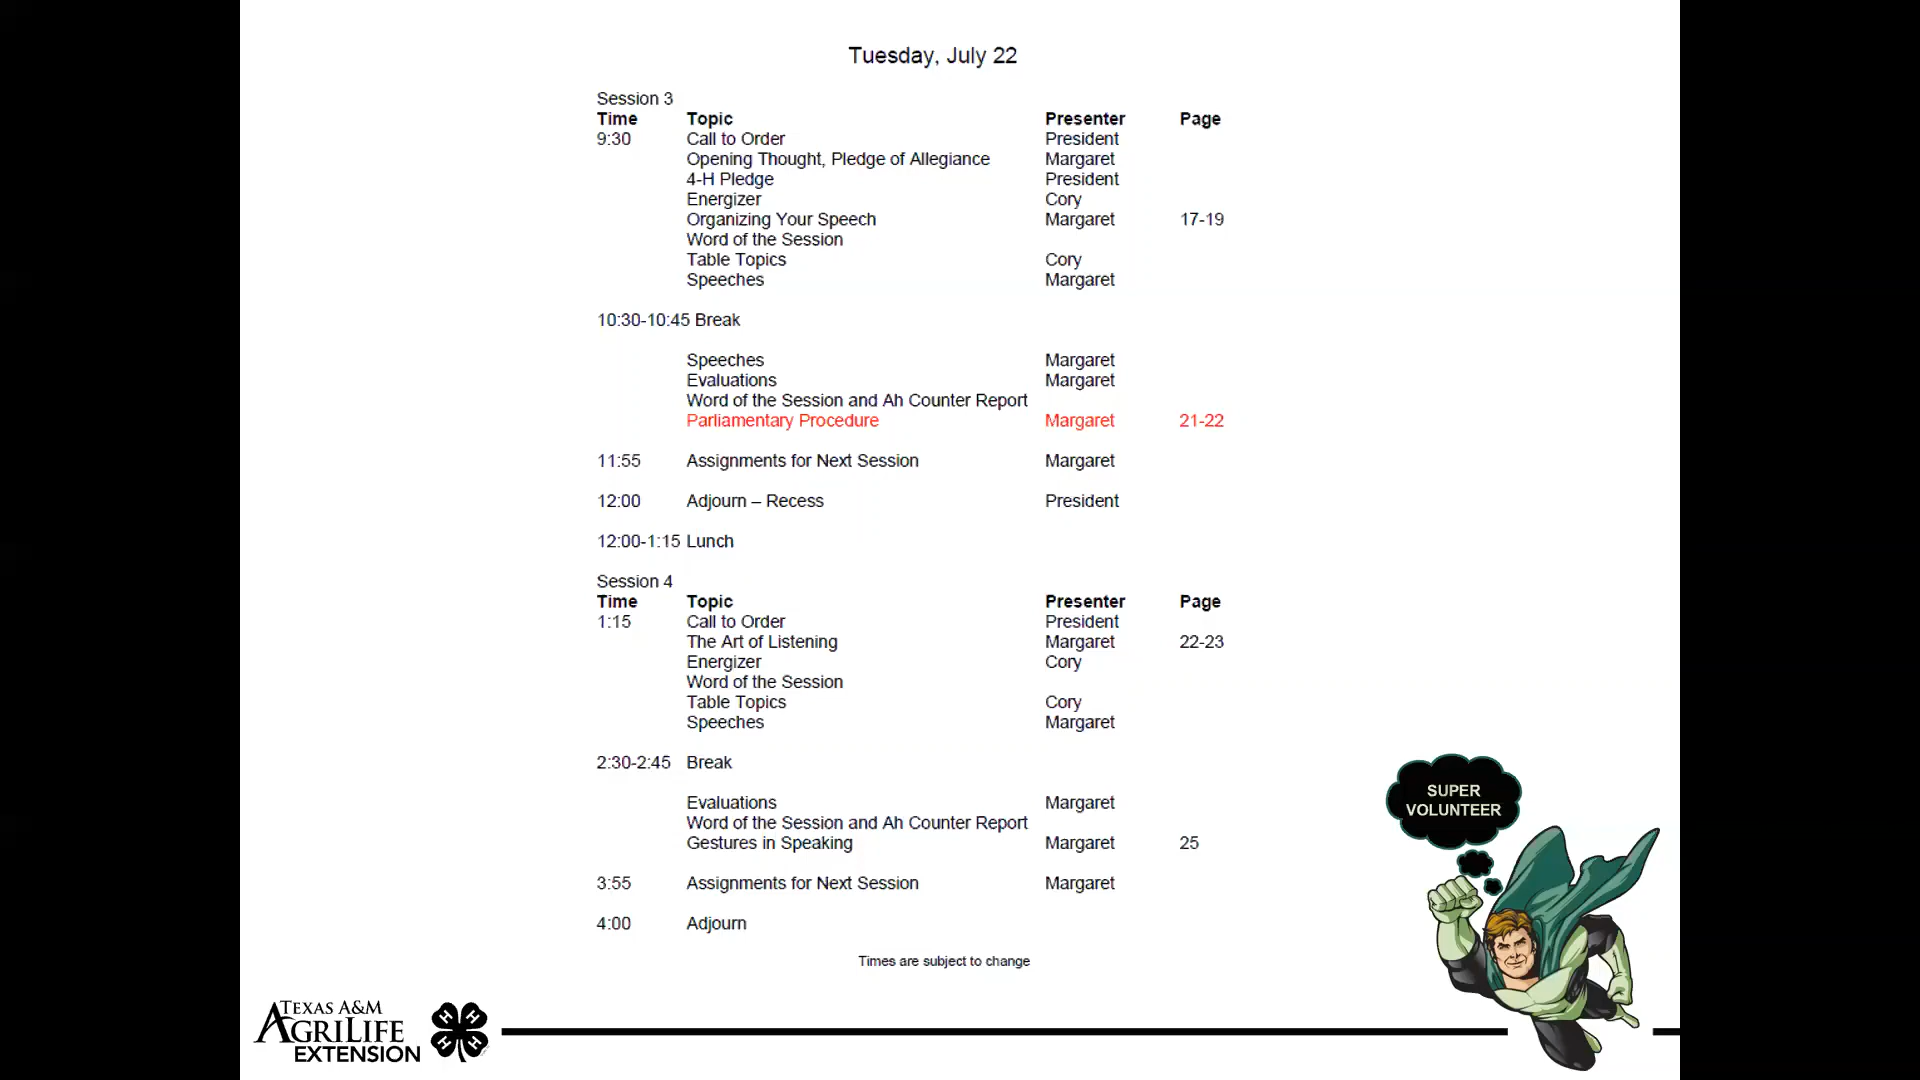 Tuesday, July 22
Session 3
Time Topic Presenter Page
9:30 Call to Order President
Opening Thought, Pledge of Allegiance Margaret
4-H Pledge President
Energizer Cory
Organizing Your Speech Margaret 17-19
Word of the Session
Table Topics Cory
Speeches Margaret
10:30-10:45 Break
Speeches Margaret
Evaluations Margaret
Word of the Session and Ah Counter Report
Parliamentary Procedure Margaret 21-22
11:55 Assignments for Next Session Margaret
12:00 Adjourn – Recess President
12:00-1:15 Lunch
Session 4
Time Topic Presenter Page
1:15 Call to Order President
The Art of Listening Margaret 22-23
Energizer Cory
Word of the Session
Table Topics Cory
Speeches Margaret
2:30-2:45 Break
Evaluations Margaret
Word of the Session and Ah Counter Report
Gestures in Speaking Margaret 25
3:55 Assignments for Next Session Margaret
4:00 Adjourn
Times are subject to change
SUPER
VOLUNTEER
TEXAS A&M
AGRILIFE
EXTENSION
H H
H H